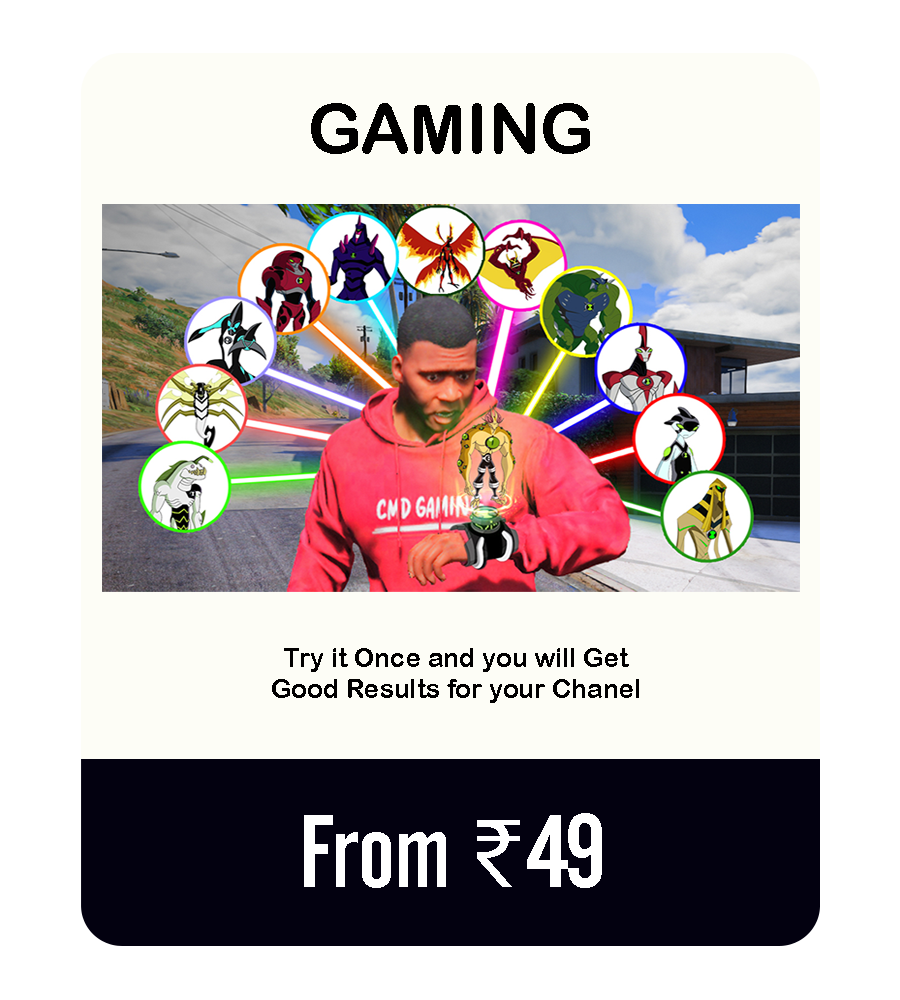 GAMING
CMD GAMIN
Try it Once and you will Get
Good Results for your Chanel
From ₹49